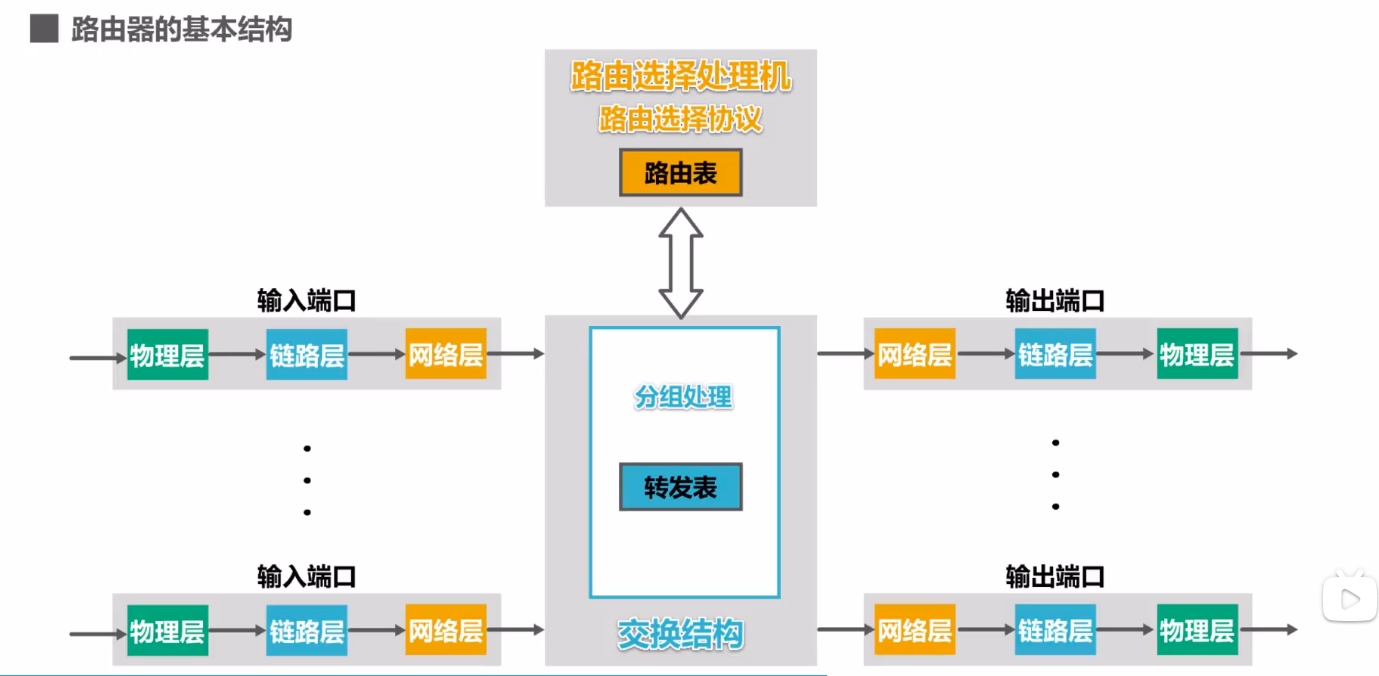 路由器的基本结构
路由选择处理机
路由选择协议
路由表
输入端口
物理层 链路层 网络层
分组处理
转发表
交换结构
输出端口
网络层 链路层 物理层
输入端口
物理层 链路层 网络层
输出端口
网络层 链路层 物理层